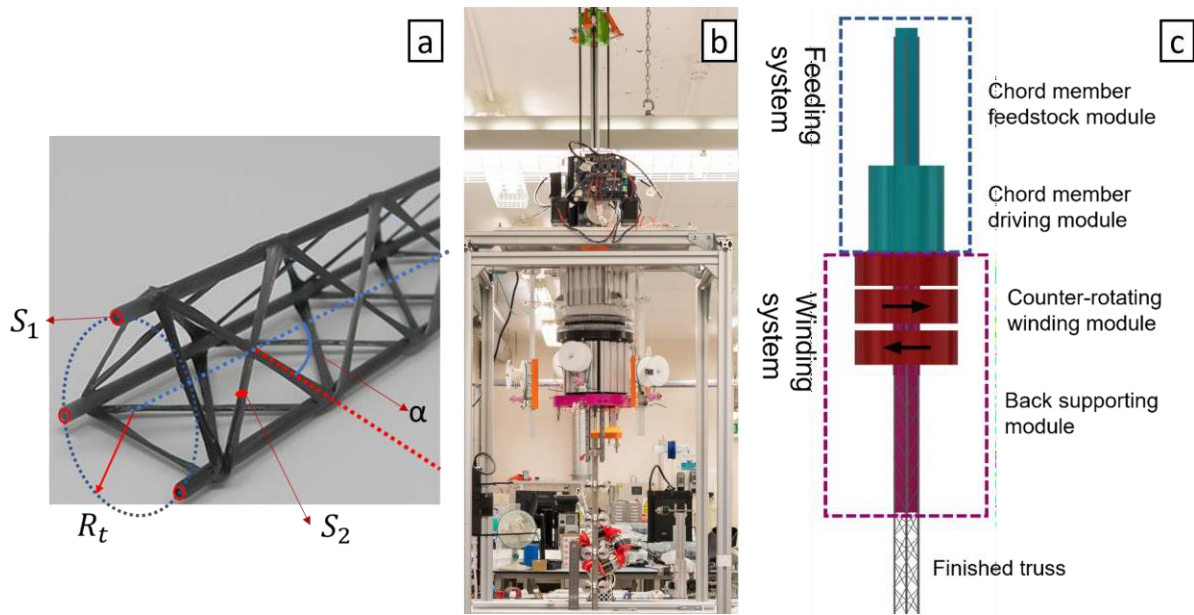 a
S₁
α
R_t
S₂
b
c
Feeding
system
Chord member
feedstock module
Chord member
driving module
Winding
system
Counter-rotating
winding module
Back supporting
module
Finished truss